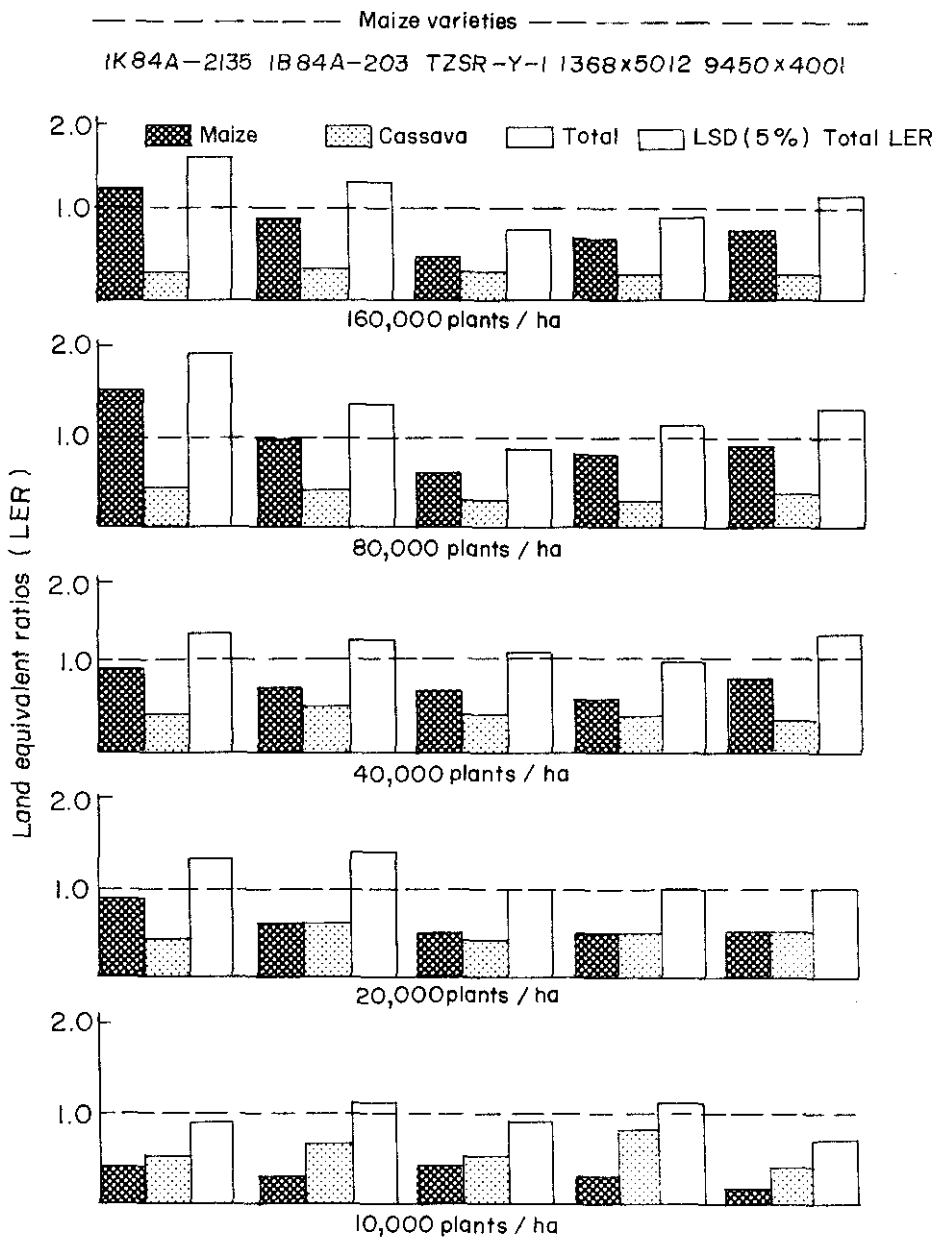 Maize varieties
IK84A-2135 IB84A-203 TZSR-Y-1 1368x5012 9450x4001
2.0 Maize Cassava Total LSD (5%) Total LER
1.0
160,000 plants / ha
2.0
1.0
80,000 plants / ha
2.0
1.0
40,000 plants / ha
2.0
1.0
20,000 plants / ha
2.0
1.0
10,000 plants / ha
Land equivalent ratios (LER)